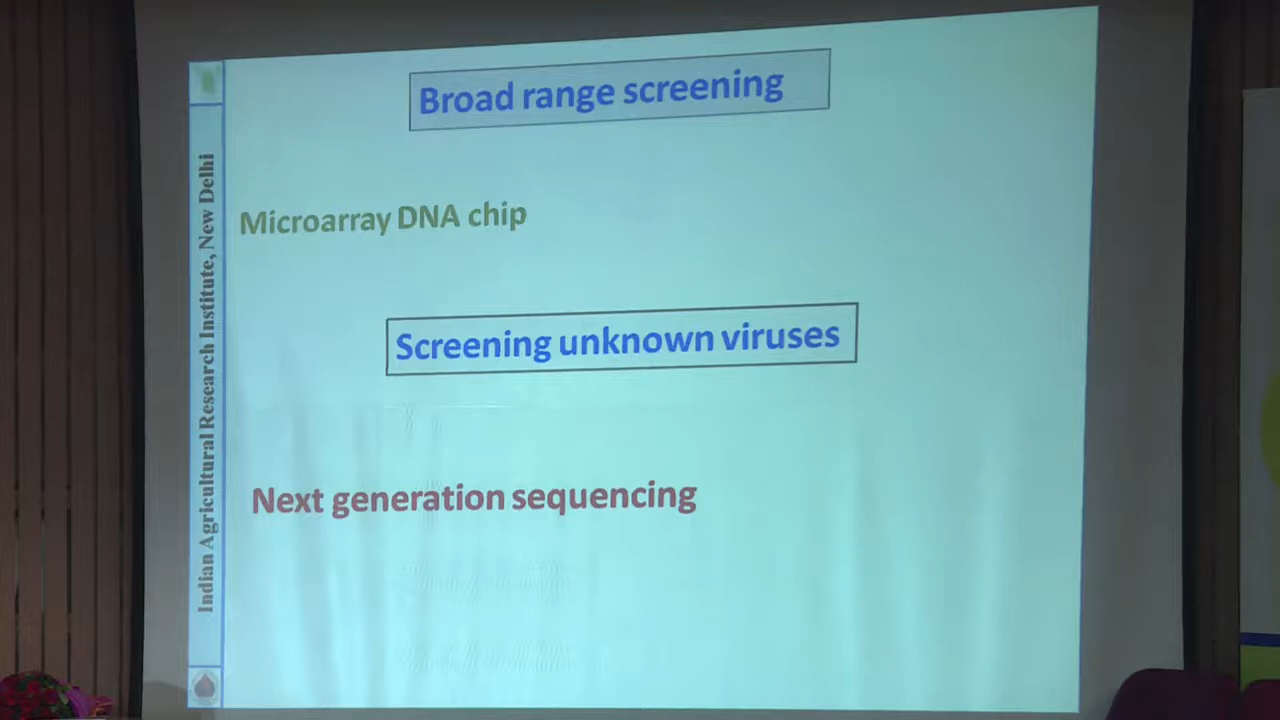 Broad range screening
Microarray DNA chip
Screening unknown viruses
Next generation sequencing
Indian Agricultural Research Institute, New Delhi